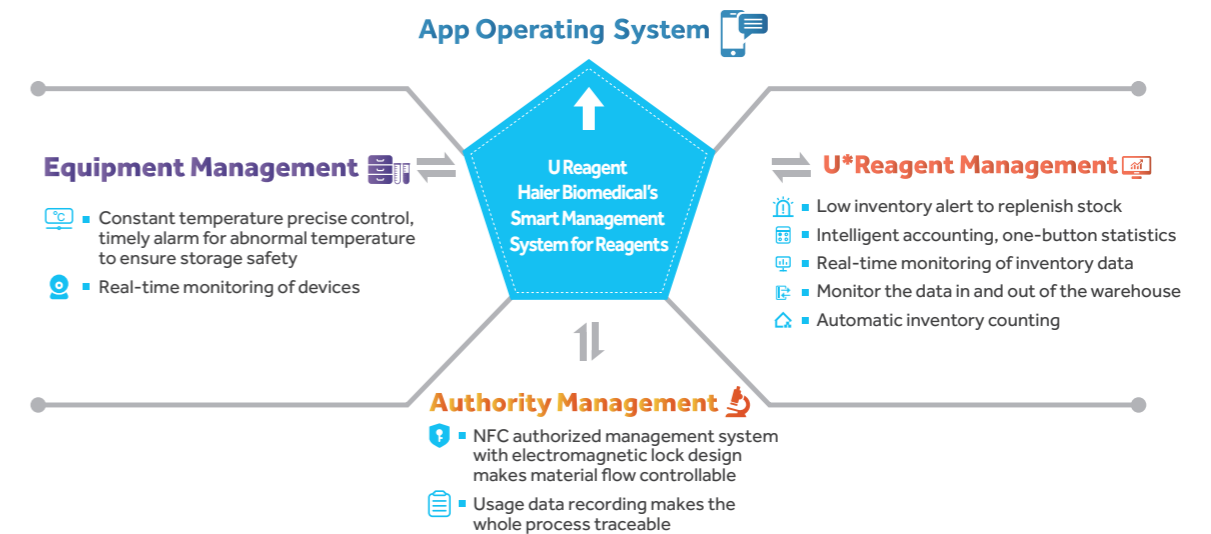 App Operating System
Equipment Management
°C
Constant temperature precise control,
timely alarm for abnormal temperature
to ensure storage safety
Real-time monitoring of devices
U Reagent
Haier Biomedical's
Smart Management
System for Reagents
U*Reagent Management
Low inventory alert to replenish stock
Intelligent accounting, one-button statistics
Real-time monitoring of inventory data
Monitor the data in and out of the warehouse
Automatic inventory counting
Authority Management
NFC authorized management system
with electromagnetic lock design
makes material flow controllable
Usage data recording makes the
whole process traceable